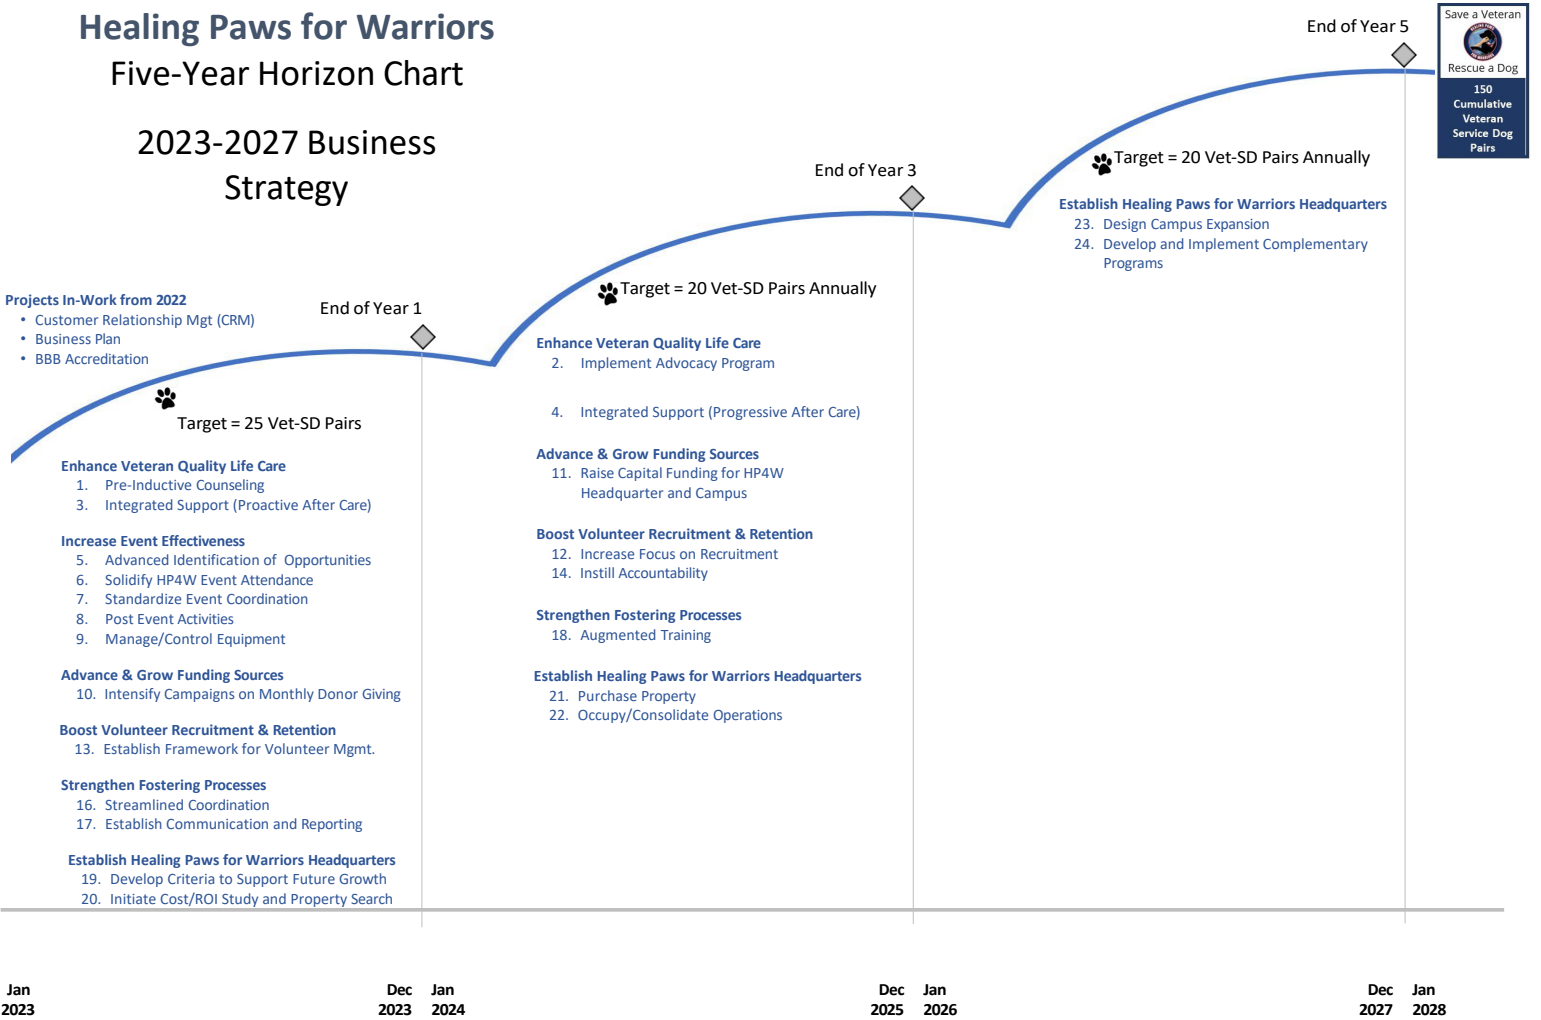 Healing Paws for Warriors
Five-Year Horizon Chart
2023-2027 Business
Strategy
Projects In-Work from 2022
• Customer Relationship Mgt (CRM)
• Business Plan
• BBB Accreditation
End of Year 1
Target = 25 Vet-SD Pairs
Enhance Veteran Quality Life Care
1. Pre-Inductive Counseling
3. Integrated Support (Proactive After Care)
Increase Event Effectiveness
5. Advanced Identification of Opportunities
6. Solidify HP4W Event Attendance
7. Standardize Event Coordination
8. Post Event Activities
9. Manage/Control Equipment
Advance & Grow Funding Sources
10. Intensify Campaigns on Monthly Donor Giving
Boost Volunteer Recruitment & Retention
13. Establish Framework for Volunteer Mgmt.
Strengthen Fostering Processes
16. Streamlined Coordination
17. Establish Communication and Reporting
Establish Healing Paws for Warriors Headquarters
19. Develop Criteria to Support Future Growth
20. Initiate Cost/ROI Study and Property Search
End of Year 3
Target = 20 Vet-SD Pairs Annually
Enhance Veteran Quality Life Care
2. Implement Advocacy Program
4. Integrated Support (Progressive After Care)
Advance & Grow Funding Sources
11. Raise Capital Funding for HP4W
Headquarter and Campus
Boost Volunteer Recruitment & Retention
12. Increase Focus on Recruitment
14. Instill Accountability
Strengthen Fostering Processes
18. Augmented Training
Establish Healing Paws for Warriors Headquarters
21. Purchase Property
22. Occupy/Consolidate Operations
End of Year 5
Target = 20 Vet-SD Pairs Annually
Establish Healing Paws for Warriors Headquarters
23. Design Campus Expansion
24. Develop and Implement Complementary
Programs
Save a Veteran
Rescue a Dog
150
Cumulative
Veteran
Service Dog
Pairs
Jan
2023
Dec
2023
Jan
2024
Dec
2025
Jan
2026
Dec
2027
Jan
2028